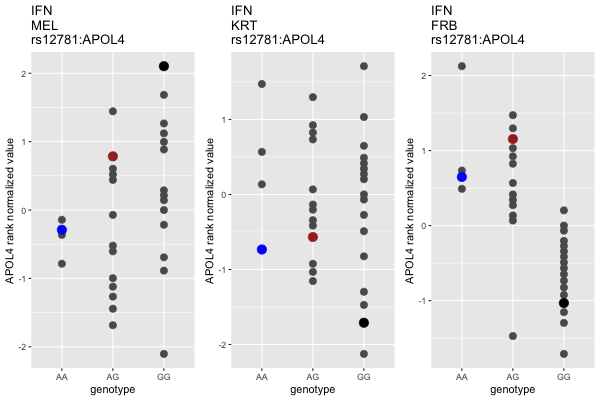 IFN
MEL
rs12781:APOL4
APOL4 rank normalized value
2
1
0
-1
-2
AA AG GG
genotype
IFN
KRT
rs12781:APOL4
APOL4 rank normalized value
1
0
-1
-2
AA AG GG
genotype
IFN
FRB
rs12781:APOL4
APOL4 rank normalized value
2
1
0
-1
AA AG GG
genotype